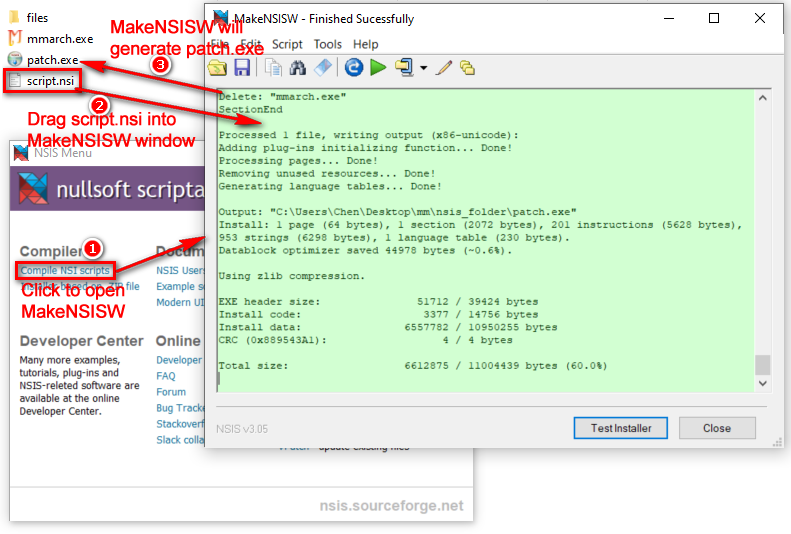 files
mmarch.exe
patch.exe
script.nsi
MakeNSISW will
generate patch.exe
3
2
Drag script.nsi into
MakeNSISW window
NSIS Menu
nullsoft scripta
Compiler
Docum
1
Compile NSI scripts
NSIS Users
Installer based on .ZIP file
Example s
Modern UI
Click to open
MakeNSISW
Developer Center
Online
Many more examples,
tutorials, plug-ins and
NSIS-releted software are
available at the online
Developer Center.
Developer
FAQ
Forum
Bug Tracke
Stackoverf
Slack colla
update existing files
nsis.sourceforge.net
MakeNSISW - Finished Sucessfully
File Edit Script Tools Help
Delete: "mmarch.exe"
SectionEnd
Processed 1 file, writing output (x86-unicode):
Adding plug-ins initializing function... Done!
Processing pages... Done!
Removing unused resources... Done!
Generating language tables... Done!
Output: "C:\Users\Chen\Desktop\mm\nsis_folder\patch.exe"
Install: 1 page (64 bytes), 1 section (2072 bytes), 201 instructions (5628 bytes),
953 strings (6298 bytes), 1 language table (230 bytes).
Datablock optimizer saved 44978 bytes (~0.6%).
Using zlib compression.
EXE header size: 51712 / 39424 bytes
Install code: 3377 / 14756 bytes
Install data: 6557782 / 10950255 bytes
CRC (0x889543A1): 4 / 4 bytes
Total size: 6612875 / 11004439 bytes (60.0%)
NSIS v3.05
Test Installer
Close